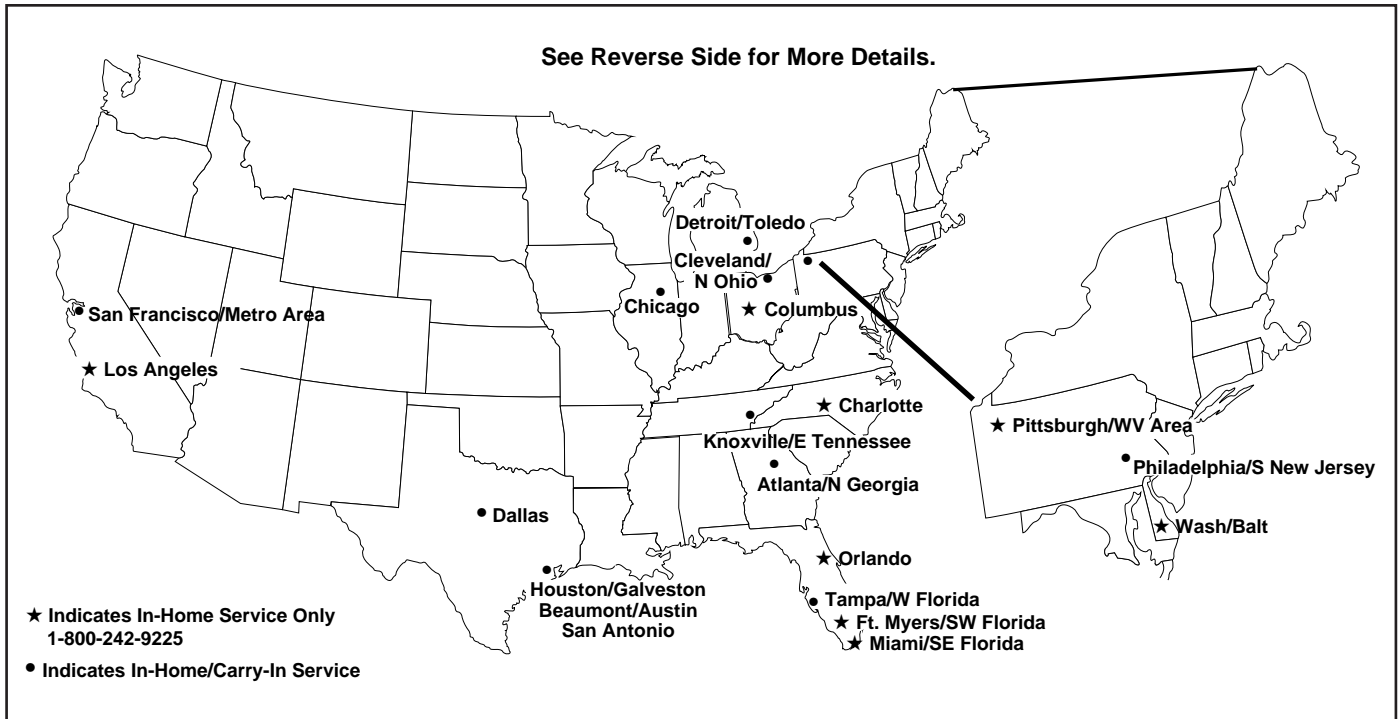 See Reverse Side for More Details.
Detroit/Toledo
Cleveland/
N Ohio
Chicago
★ Columbus
San Francisco/Metro Area
★ Los Angeles
★ Charlotte
Knoxville/E Tennessee
Atlanta/N Georgia
★ Pittsburgh/WV Area
Philadelphia/S New Jersey
★ Wash/Balt
Dallas
★ Orlando
Houston/Galveston
Beaumont/Austin
San Antonio
Tampa/W Florida
★ Ft. Myers/SW Florida
★ Miami/SE Florida
★ Indicates In-Home Service Only
1-800-242-9225
• Indicates In-Home/Carry-In Service